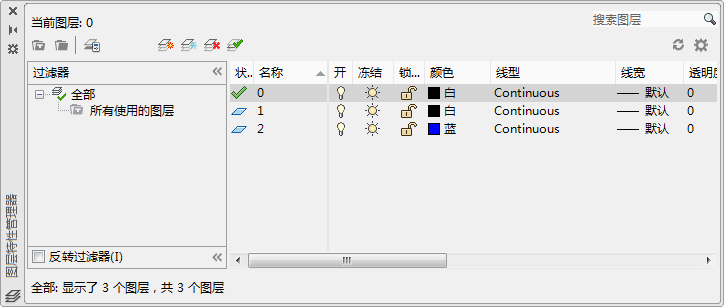 当前图层: 0
搜索图层
过滤器
全部
所有使用的图层
反转过滤器(I)
状.. 名称 开 冻结 锁... 颜色 线型 线宽 透明度
0 白 Continuous 默认 0
1 白 Continuous 默认 0
2 蓝 Continuous 默认 0
全部: 显示了 3 个图层，共 3 个图层
图层特性管理器